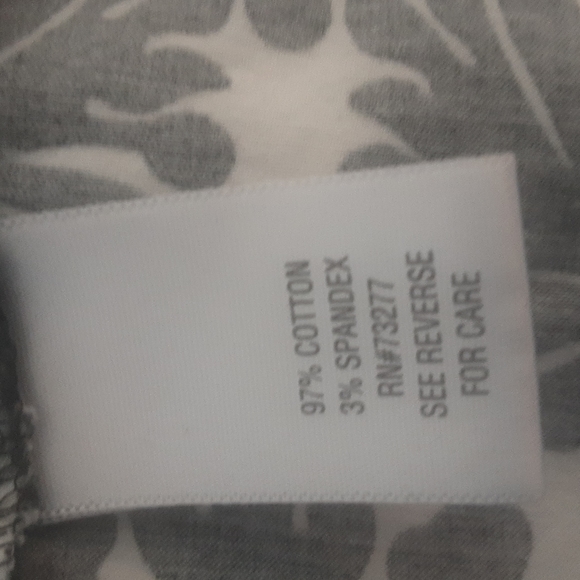 97% COTTON
3% SPANDEX
RN#73277
SEE REVERSE
FOR CARE